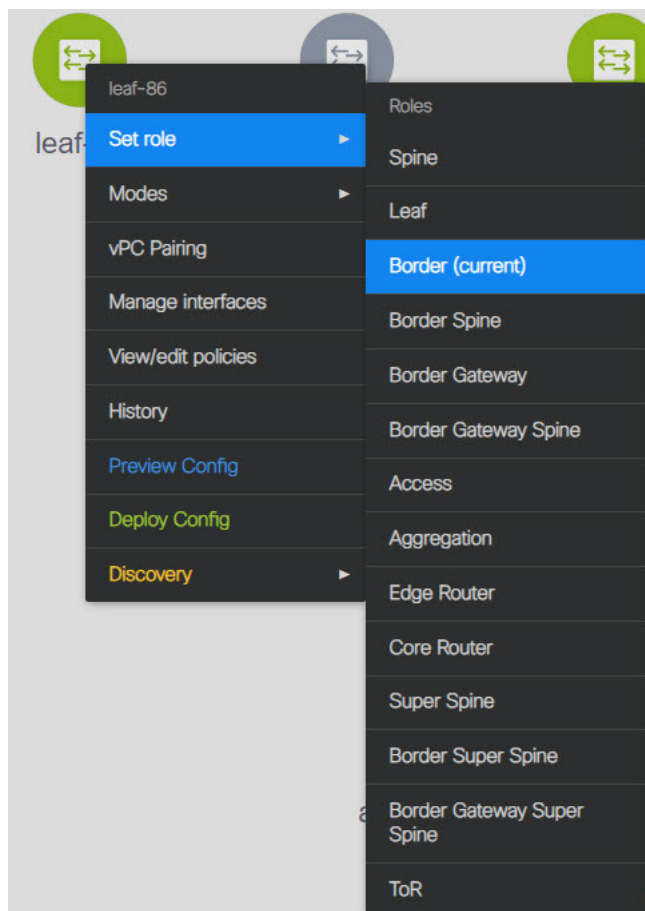 leaf-86
Set role
Modes
vPC Pairing
Manage interfaces
View/edit policies
History
Preview Config
Deploy Config
Discovery
Roles
Spine
Leaf
Border (current)
Border Spine
Border Gateway
Border Gateway Spine
Access
Aggregation
Edge Router
Core Router
Super Spine
Border Super Spine
Border Gateway Super
Spine
ToR
leaf-